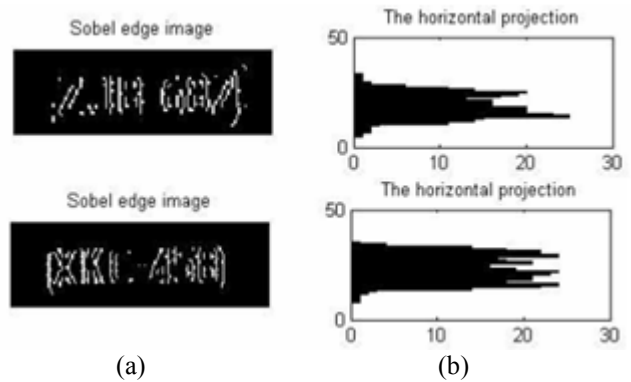 Sobel edge image
The horizontal projection
50
0
0 10 20 30
Sobel edge image
The horizontal projection
50
0
0 10 20 30
(a) (b)